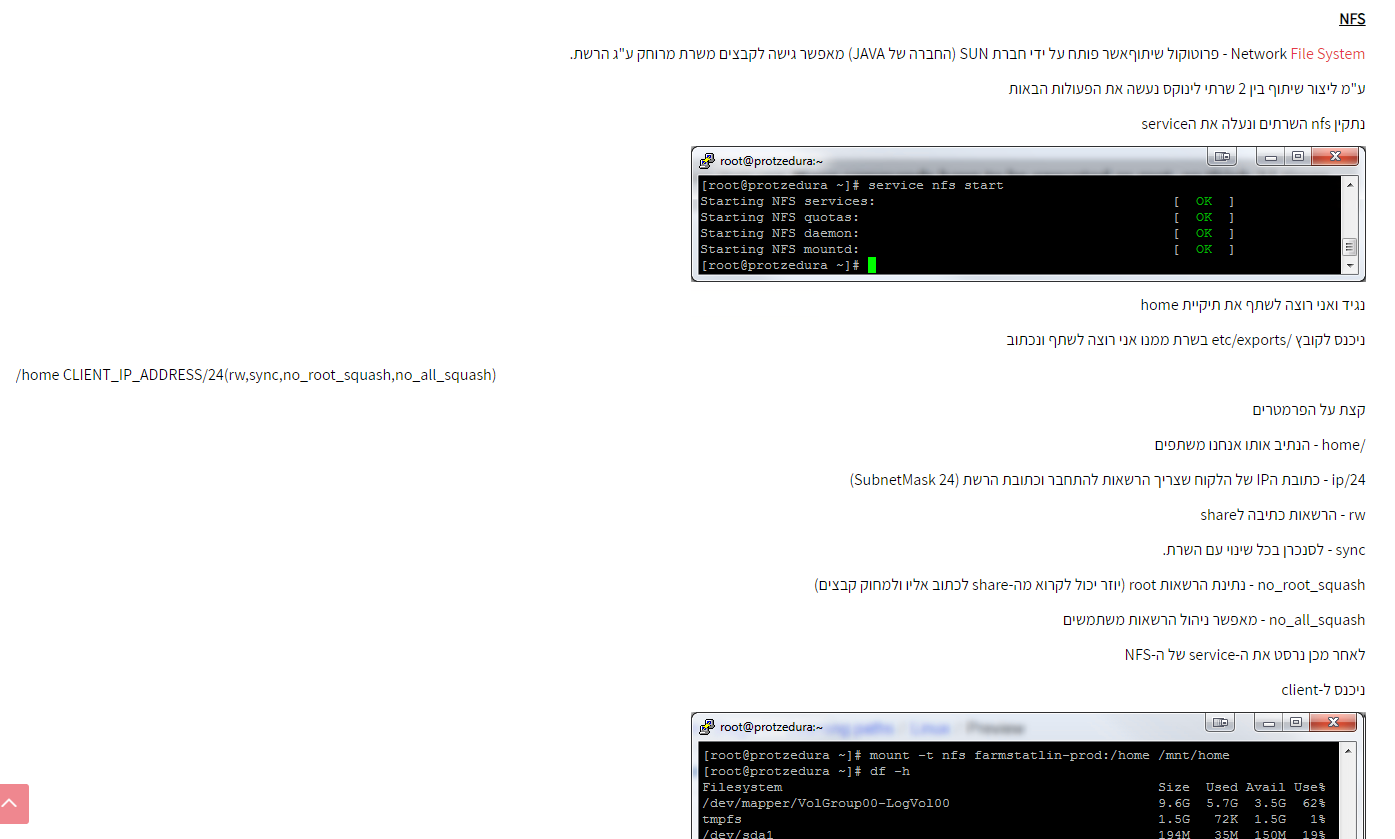 NFS
Network File System - פרוטוקול שיתוףאשר פותח על ידי חברת SUN (החברה של JAVA) מאפשר גישה לקבצים משרת מרוחק ע"ג הרשת.
ע"מ ליצור שיתוף בין 2 שרתי לינוקס נעשה את הפעולות הבאות
נתקין nfs השרתים ונעלה את הservice
root@protzedura:~
[root@protzedura ~]# service nfs start
Starting NFS services: [ OK ]
Starting NFS quotas: [ OK ]
Starting NFS daemon: [ OK ]
Starting NFS mountd: [ OK ]
[root@protzedura ~]#
נגיד ואני רוצה לשתף את תיקיית home
ניכנס לקובץ /etc/exports בשרת ממנו אני רוצה לשתף ונכתוב
/home CLIENT_IP_ADDRESS/24(rw,sync,no_root_squash,no_all_squash)
קצת על הפרמטרים
/home - הנתיב אותו אנחנו משתפים
ip/24 - כתובת הIP של הלקוח שצריך הרשאות להתחבר וכתובת הרשת (SubnetMask 24)
rw - הרשאות כתיבה לshare
sync - לסנכרן בכל שינוי עם השרת.
no_root_squash - נתינת הרשאות root (יוזר יכול לקרוא מה-share לכתוב אליו ולמחוק קבצים)
no_all_squash - מאפשר ניהול הרשאות משתמשים
לאחר מכן נרסט את ה-service של ה-NFS
ניכנס ל-client
root@protzedura:~
[root@protzedura ~]# mount -t nfs farmstatlin-prod:/home /mnt/home
[root@protzedura ~]# df -h
Filesystem Size Used Avail Use%
/dev/mapper/VolGroup00-LogVol00 9.6G 5.7G 3.5G 62%
tmpfs 1.5G 72K 1.5G 1%
/dev/sda1 194M 35M 150M 19%